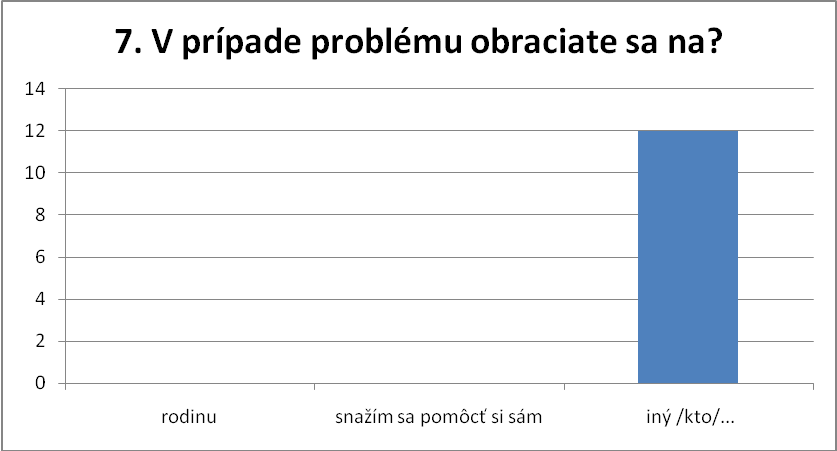 7. V prípade problému obraciate sa na?
14
12
10
8
6
4
2
0
rodinu
snažím sa pomôcť si sám
iný /kto/...